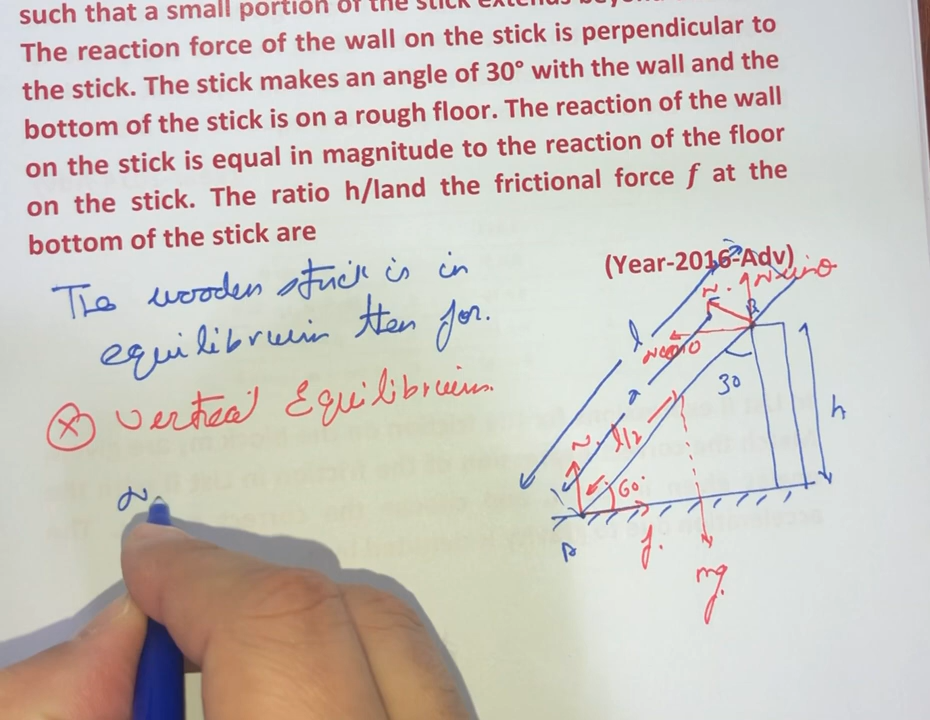 such that a small portion of the stick
The reaction force of the wall on the stick is perpendicular to
the stick. The stick makes an angle of 30° with the wall and the
bottom of the stick is on a rough floor. The reaction of the wall
on the stick is equal in magnitude to the reaction of the floor
on the stick. The ratio h/land the frictional force f at the
bottom of the stick are
(Year-2016-Adv)
The wooden stick is in
equilibrium then for.
Vertical Equilibrium.
N
l
N
B
30
h
l/2
N
60
A
f.
mg.